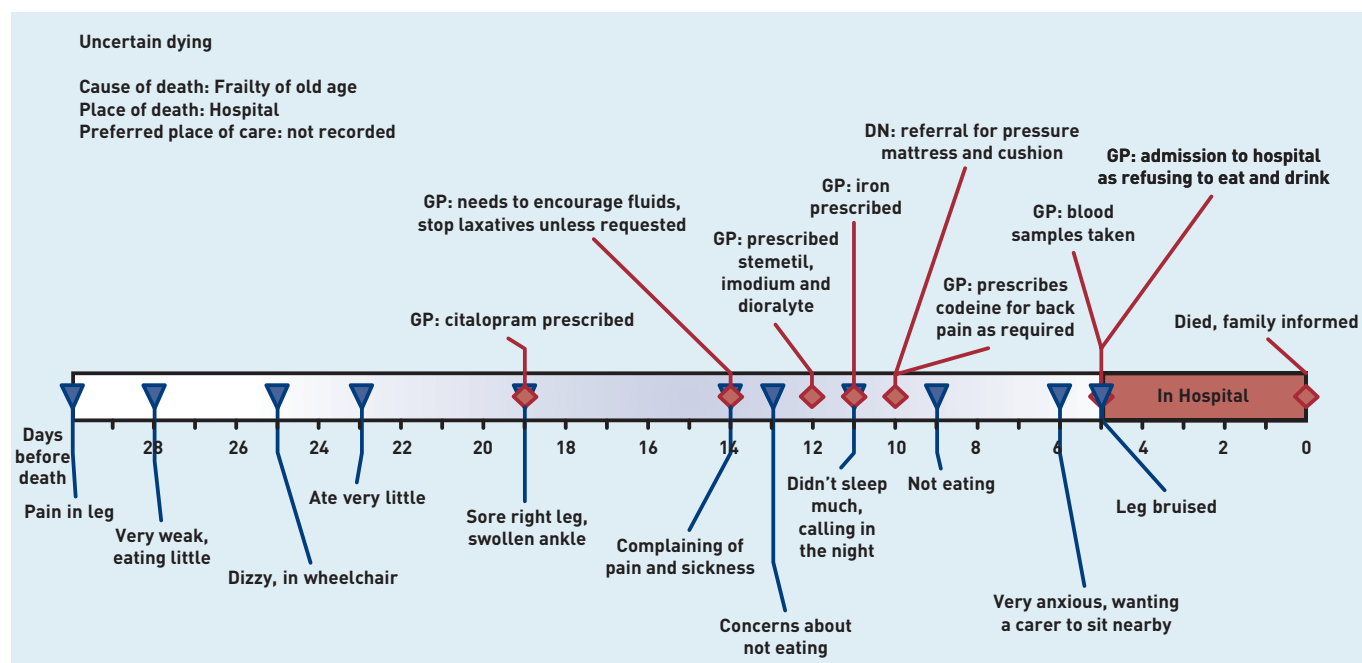 Uncertain dying
Cause of death: Frailty of old age
Place of death: Hospital
Preferred place of care: not recorded
DN: referral for pressure
mattress and cushion
GP: admission to hospital
as refusing to eat and drink
GP: needs to encourage fluids,
stop laxatives unless requested
GP: iron
prescribed
GP: blood
samples taken
GP: prescribed
stemetil,
imodium and
dioralyte
GP: prescribes
codeine for back
pain as required
GP: citalopram prescribed
Died, family informed
In Hospital
Days
before
death
28
26
24
22
20
18
16
14
12
10
8
6
4
2
0
Pain in leg
Very weak,
eating little
Dizzy, in wheelchair
Ate very little
Sore right leg,
swollen ankle
Complaining of
pain and sickness
Concerns about
not eating
Didn’t sleep
much,
calling in
the night
Not eating
Very anxious, wanting
a carer to sit nearby
Leg bruised